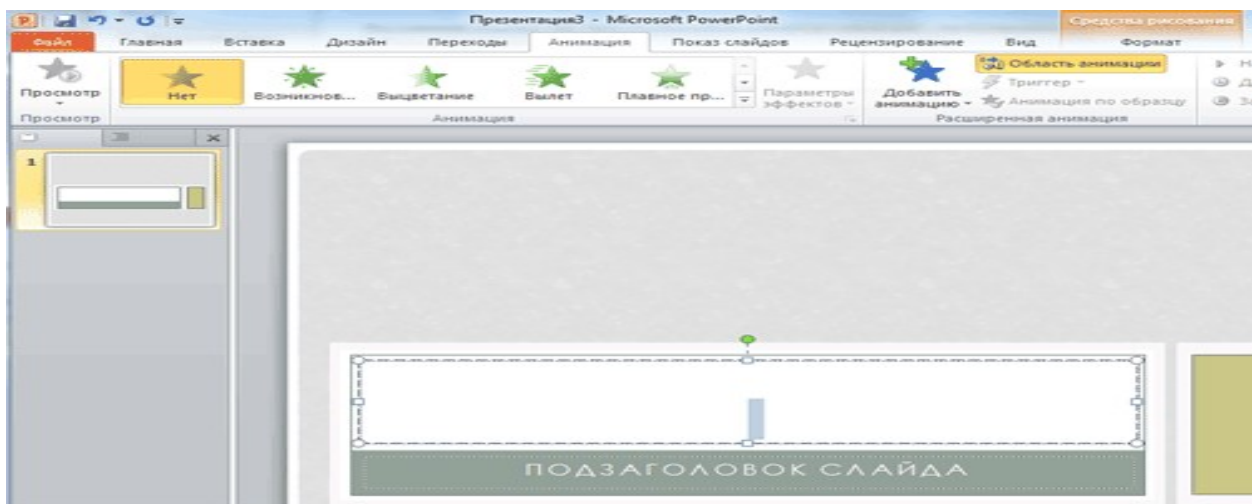 Презентация3 - Microsoft PowerPoint
Средства рисования
Файл Главная Вставка Дизайн Переходы Анимация Показ слайдов Рецензирование Вид Формат
Просмотр
Нет Возникнов... Выцветание Вылет Плавное пр...
Параметры эффектов
Добавить анимацию
Область анимации
Триггер
Анимация по образцу
Просмотр Анимация Расширенная анимация
1
ПОДЗАГОЛОВОК СЛАЙДА